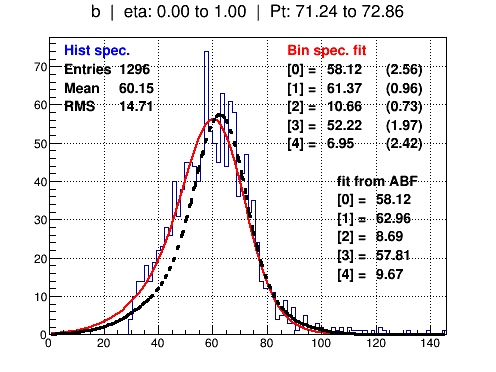 b | eta: 0.00 to 1.00 | Pt: 71.24 to 72.86
Hist spec.
Entries 1296
Mean 60.15
RMS 14.71
Bin spec. fit
[0] = 58.12 (2.56)
[1] = 61.37 (0.96)
[2] = 10.66 (0.73)
[3] = 52.22 (1.97)
[4] = 6.95 (2.42)
fit from ABF
[0] = 58.12
[1] = 62.96
[2] = 8.69
[3] = 57.81
[4] = 9.67
70
60
50
40
30
20
10
0
0 20 40 60 80 100 120 140